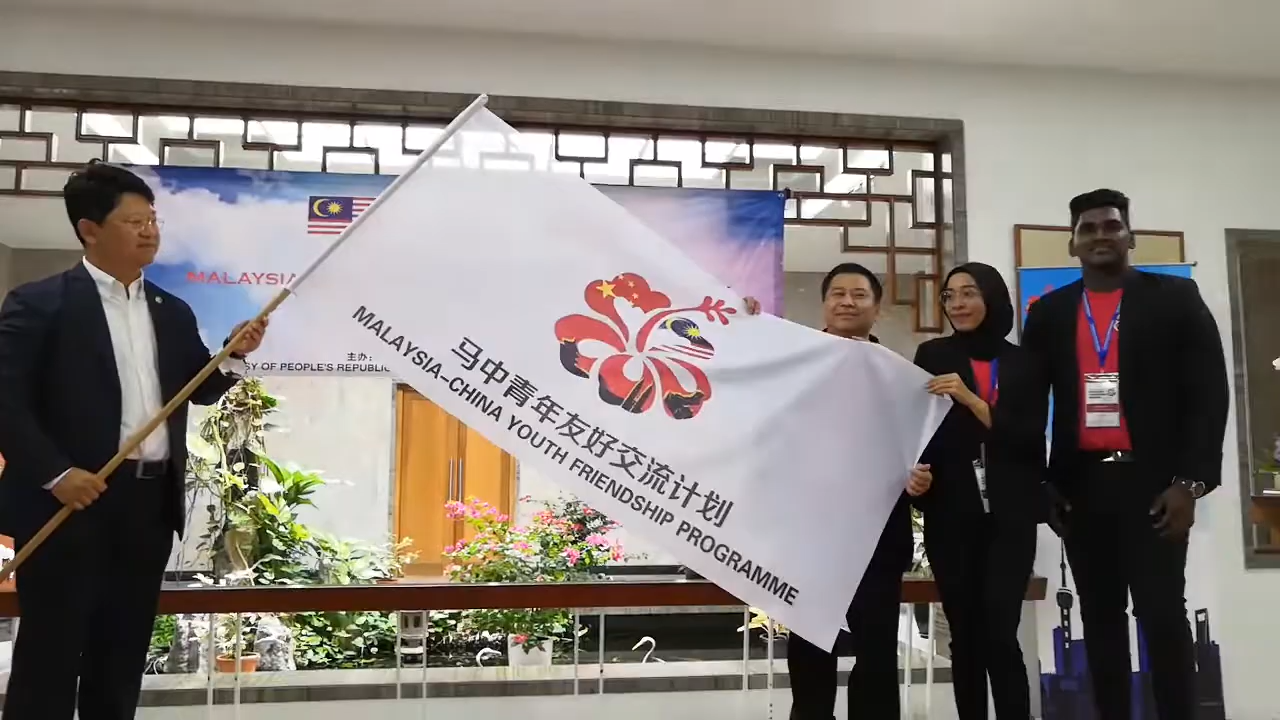 MALAYSIA
主办：
SY OF PEOPLE'S REPUBLIC
马中青年友好交流计划
MALAYSIA-CHINA YOUTH FRIENDSHIP PROGRAMME